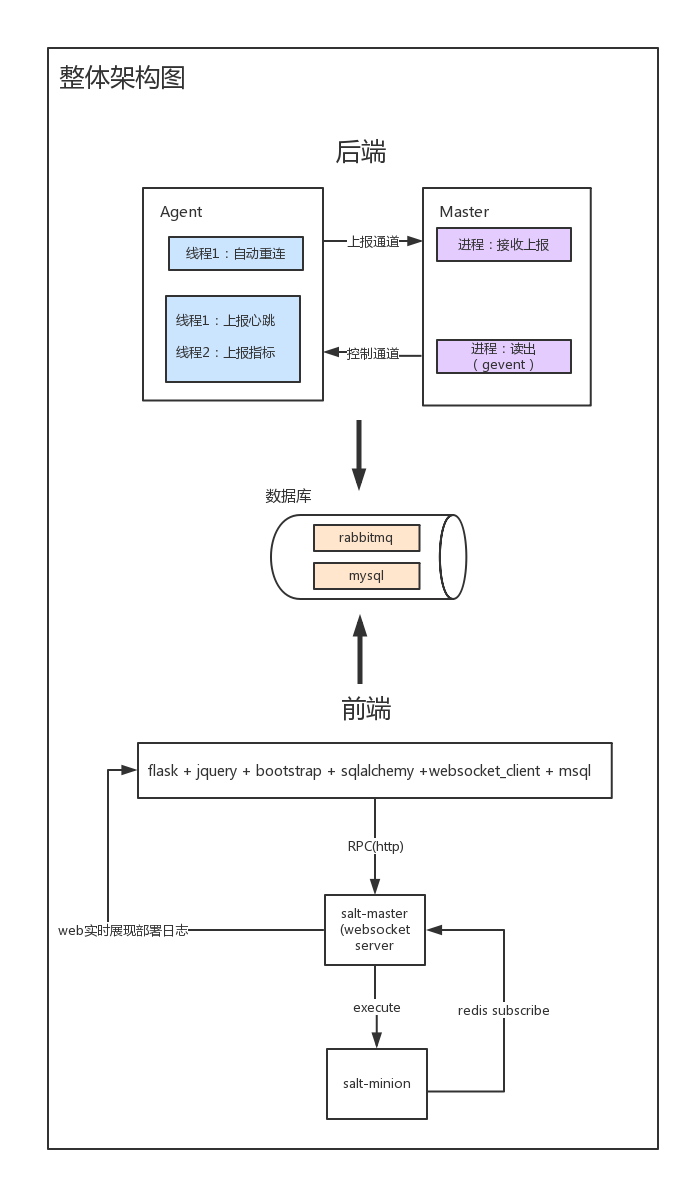 整体架构图
后端
Agent
线程1：自动重连
线程1：上报心跳
线程2：上报指标
上报通道
控制通道
Master
进程：接收上报
进程：读出
（gevent）
数据库
rabbitmq
mysql
前端
flask + jquery + bootstrap + sqlalchemy +websocket_client + msql
RPC(http)
salt-master
(websocket
server
web实时展现部署日志
execute
redis subscribe
salt-minion